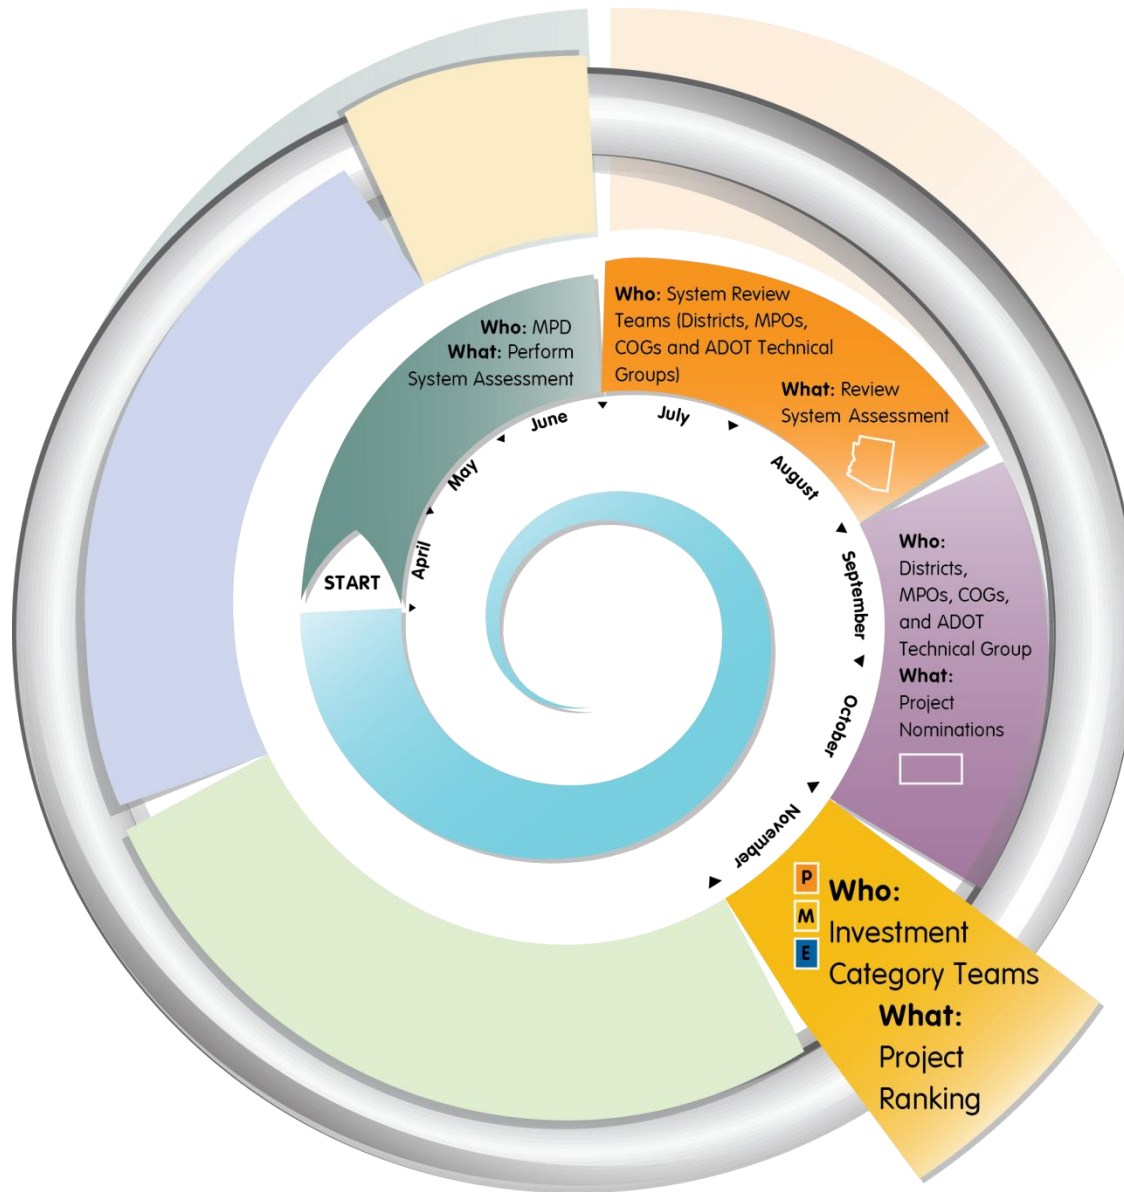 Who: MPD
What: Perform
System Assessment
Who: System Review
Teams (Districts, MPOs,
COGs and ADOT Technical
Groups)
What: Review
System Assessment
START
April
May
June
July
August
September
October
November
Who:
Districts,
MPOs, COGs,
and ADOT
Technical Group
What:
Project
Nominations
P
M
E
Who:
Investment
Category Teams
What:
Project
Ranking